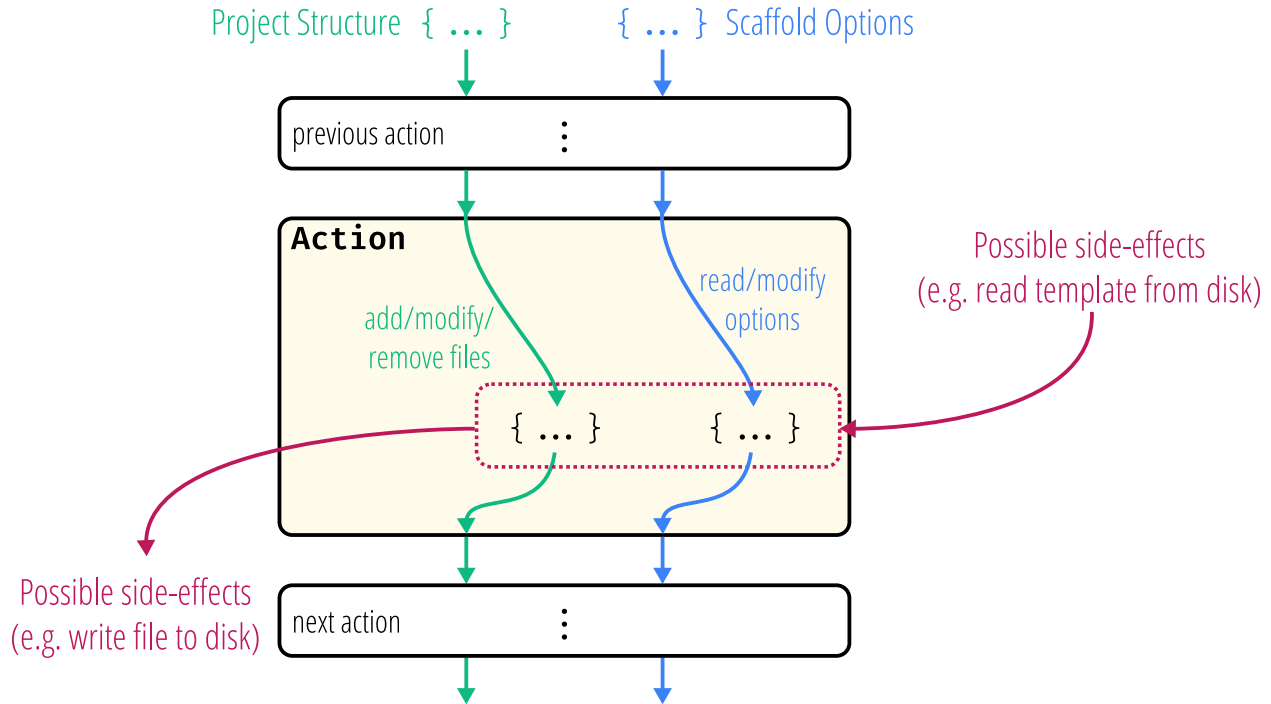 Project Structure { ... } { ... } Scaffold Options
previous action ⋮
Action
Possible side-effects
(e.g. read template from disk)
read/modify
options
add/modify/
remove files
{ ... } { ... }
Possible side-effects
(e.g. write file to disk)
next action ⋮